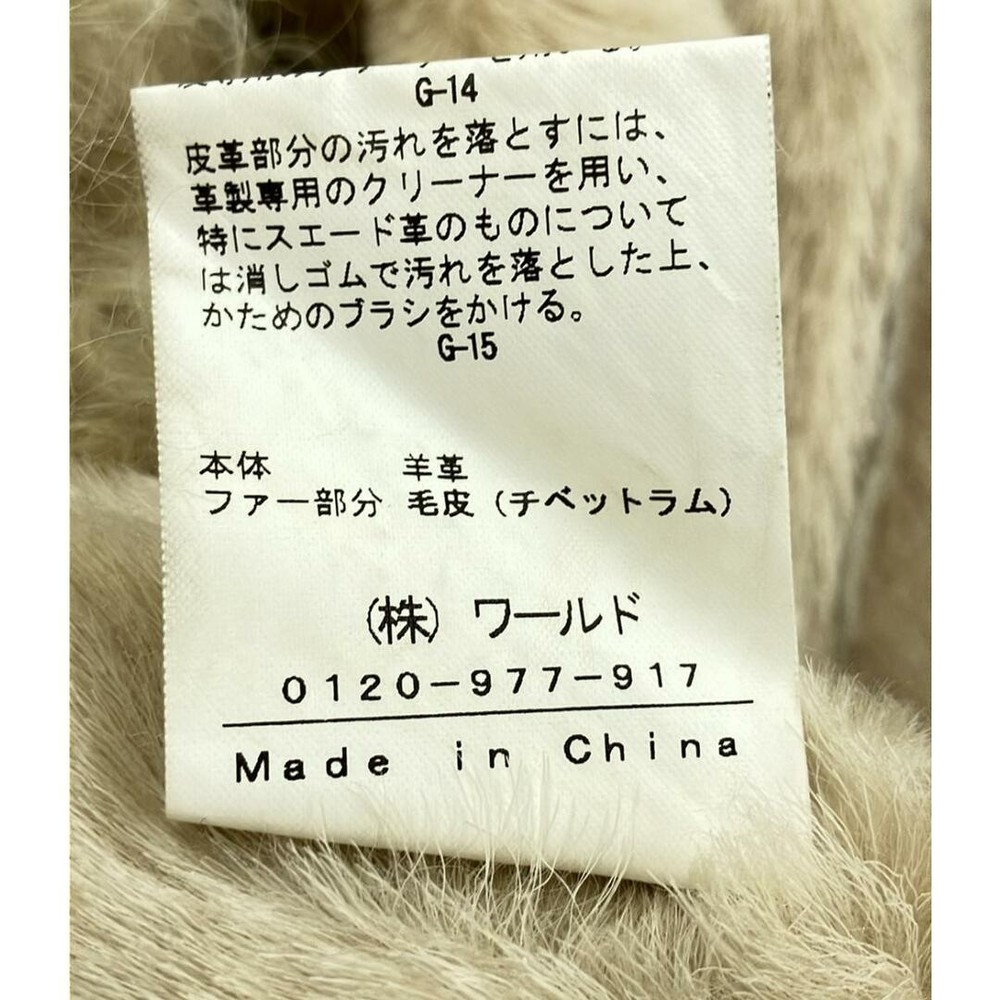 G-14
皮革部分の汚れを落とすには、
革製専用のクリーナーを用い、
特にスエード革のものについて
は消しゴムで汚れを落とした上、
かためのブラシをかける。
G-15
本体 羊革
ファー部分 毛皮（チベットラム）
（株）ワールド
0120-977-917
Made in China